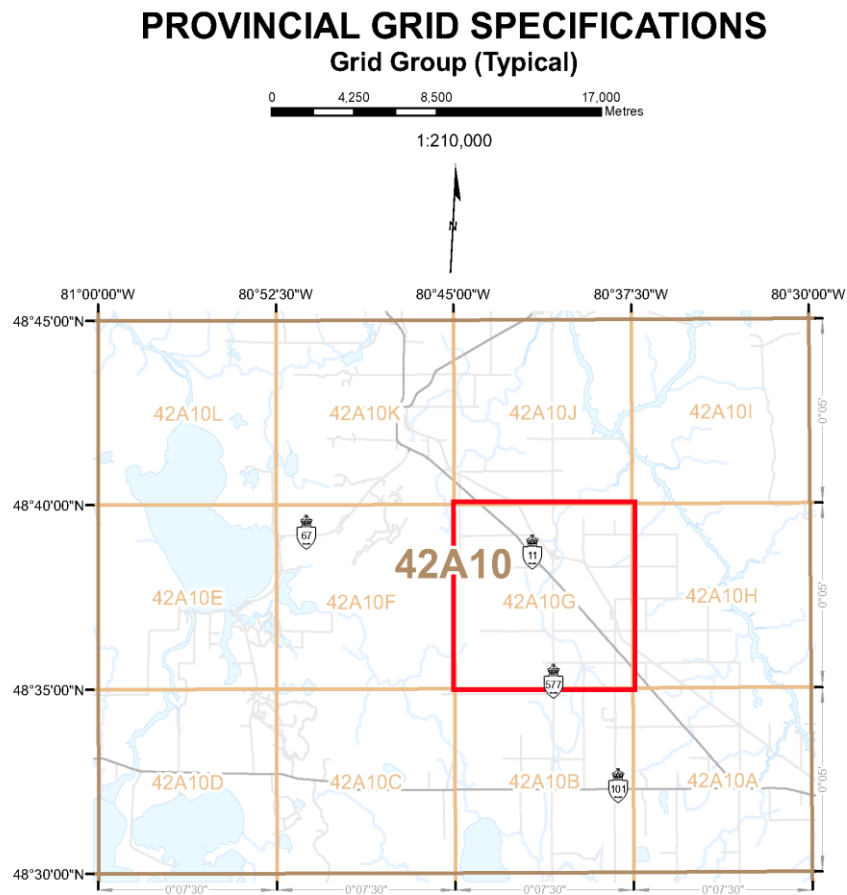 PROVINCIAL GRID SPECIFICATIONS
Grid Group (Typical)
0 4,250 8,500 17,000
Metres
1:210,000
N
81°00'00"W 80°52'30"W 80°45'00"W 80°37'30"W 80°30'00"W
48°45'00"N
0°05'
42A10L 42A10K 42A10J 42A10I
48°40'00"N
67
11
42A10
0°05'
42A10E 42A10F 42A10G 42A10H
577
48°35'00"N
0°05'
42A10D 42A10C 42A10B 42A10A
101
48°30'00"N
0°07'30" 0°07'30" 0°07'30" 0°07'30"